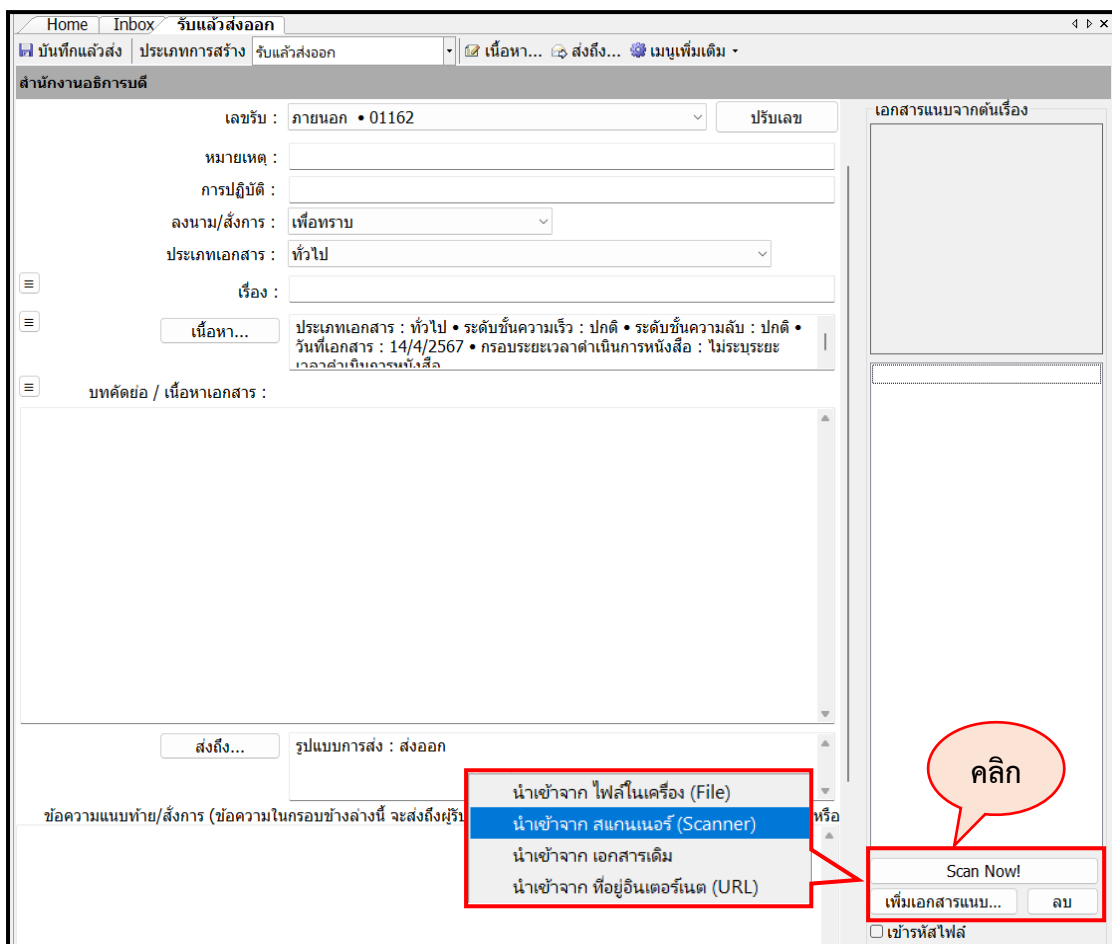 Home Inbox รับแล้วส่งออก
บันทึกแล้วส่ง ประเภทการสร้าง รับแล้วส่งออก เนื้อหา... ส่งถึง... เมนูเพิ่มเติม
สำนักงานอธิการบดี
เลขรับ : ภายนอก • 01162 ปรับเลข
หมายเหตุ :
การปฏิบัติ :
ลงนาม/สั่งการ : เพื่อทราบ
ประเภทเอกสาร : ทั่วไป
เรื่อง :
เนื้อหา... ประเภทเอกสาร : ทั่วไป • ระดับชั้นความเร็ว : ปกติ • ระดับชั้นความลับ : ปกติ •
วันที่เอกสาร : 14/4/2567 • กรอบระยะเวลาดำเนินการหนังสือ : ไม่ระบุระยะ
เวลาดำเนินการหนังสือ
บทคัดย่อ / เนื้อหาเอกสาร :
ส่งถึง... รูปแบบการส่ง : ส่งออก
ข้อความแนบท้าย/สั่งการ (ข้อความในกรอบข้างล่างนี้ จะส่งถึงผู้รับ หรือ
นำเข้าจาก ไฟล์ในเครื่อง (File)
นำเข้าจาก สแกนเนอร์ (Scanner)
นำเข้าจาก เอกสารเดิม
นำเข้าจาก ที่อยู่อินเตอร์เนต (URL)
เอกสารแนบจากต้นเรื่อง
คลิก
Scan Now!
เพิ่มเอกสารแนบ... ลบ
เข้ารหัสไฟล์